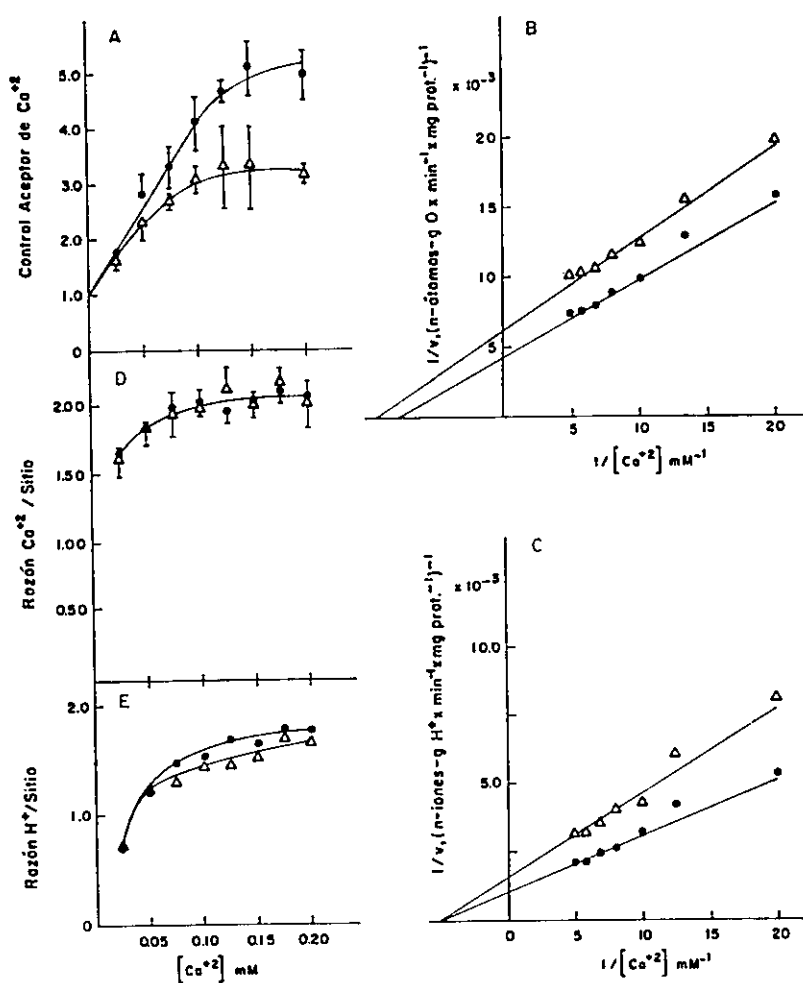 A
Control Aceptor de Ca⁺²
5.0
4.0
3.0
2.0
1.0
0
B
1/v,(n-átomas-g O x min⁻¹ x mg prot.⁻¹)⁻¹
x 10⁻³
20
15
10
5
0
5
10
15
20
1/[Ca⁺²] mM⁻¹
D
Razón Ca⁺² / Sitio
2.00
1.50
1.00
0.50
C
1/v,(n-iones-g H⁺ x min⁻¹ x mg prot.⁻¹)⁻¹
x 10⁻³
10.0
5.0
0
5
10
15
20
1/[Ca⁺²] mM⁻¹
E
Razón H⁺/Sitio
2.0
1.0
0
0.05
0.10
0.15
0.20
[Ca⁺²] mM